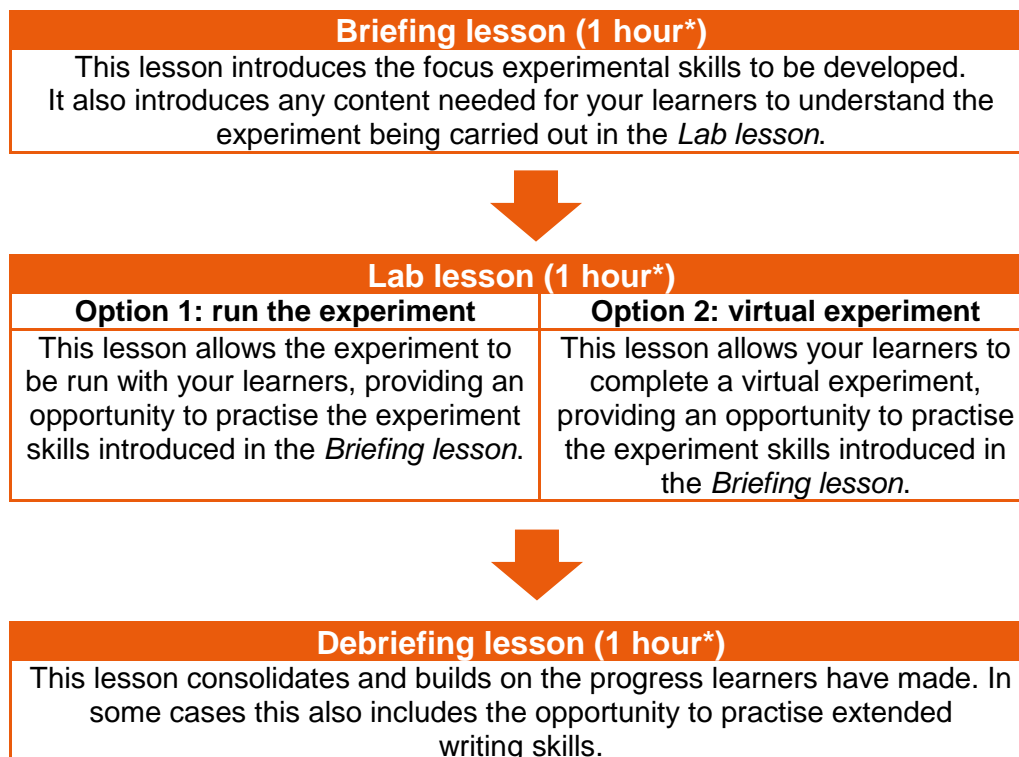 Briefing lesson (1 hour*)
This lesson introduces the focus experimental skills to be developed.
It also introduces any content needed for your learners to understand the
experiment being carried out in the Lab lesson.
Lab lesson (1 hour*)
Option 1: run the experiment
This lesson allows the experiment to
be run with your learners, providing an
opportunity to practise the experiment
skills introduced in the Briefing lesson.
Option 2: virtual experiment
This lesson allows your learners to
complete a virtual experiment,
providing an opportunity to practise
the experiment skills introduced in
the Briefing lesson.
Debriefing lesson (1 hour*)
This lesson consolidates and builds on the progress learners have made. In
some cases this also includes the opportunity to practise extended
writing skills.